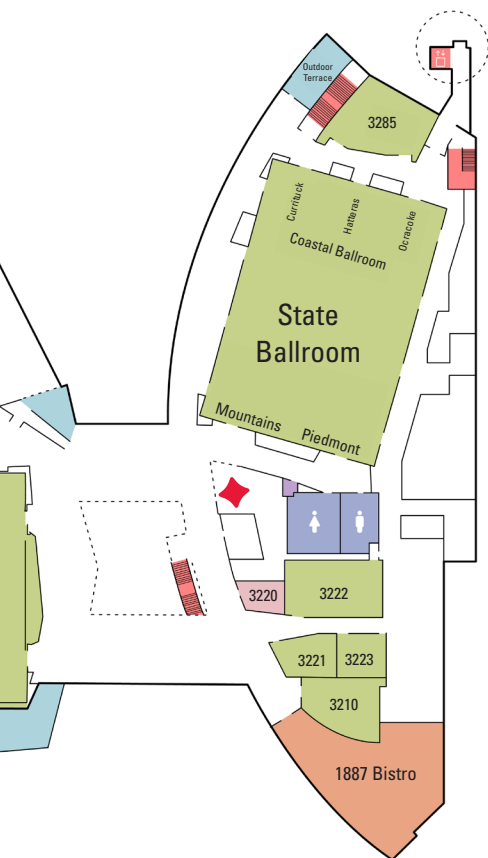 Outdoor
Terrace
3285
Currituck
Hatteras
Ocracoke
Coastal Ballroom
State
Ballroom
Mountains
Piedmont
3220
3222
3221
3223
3210
1887 Bistro